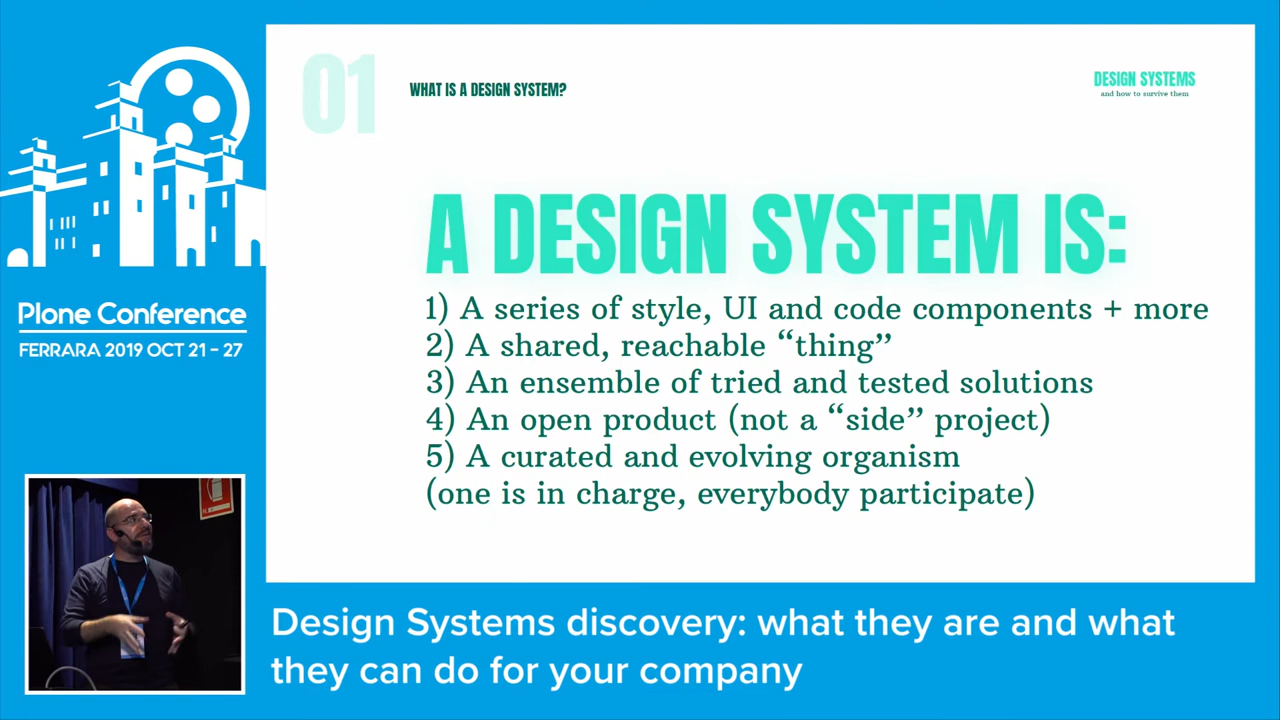 01
WHAT IS A DESIGN SYSTEM?
DESIGN SYSTEMS
and how to survive them
A DESIGN SYSTEM IS:
1) A series of style, UI and code components + more
2) A shared, reachable “thing”
3) An ensemble of tried and tested solutions
4) An open product (not a “side” project)
5) A curated and evolving organism
(one is in charge, everybody participate)
Plone Conference
FERRARA 2019 OCT 21 - 27
Design Systems discovery: what they are and what
they can do for your company